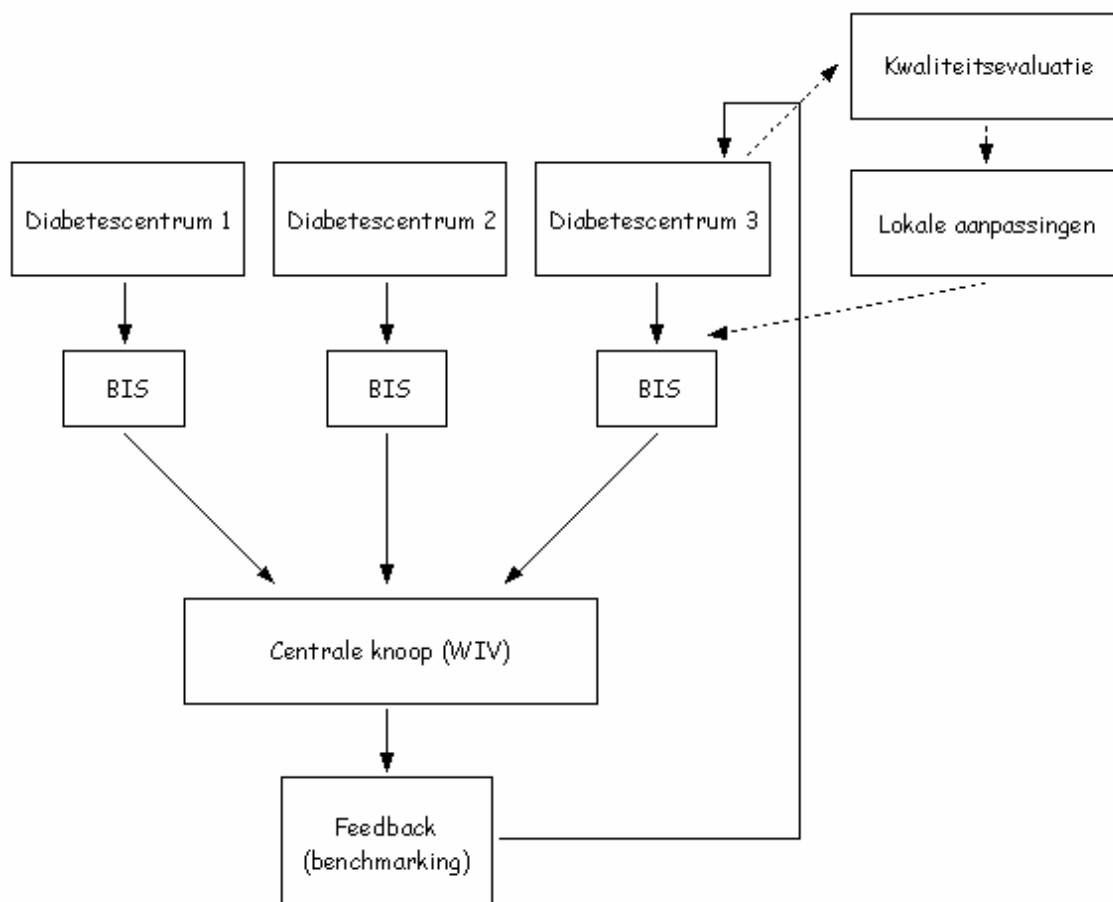 Kwaliteitsevaluatie
Diabetescentrum 1
Diabetescentrum 2
Diabetescentrum 3
Lokale aanpassingen
BIS
BIS
BIS
Centrale knoop (WIV)
Feedback
(benchmarking)